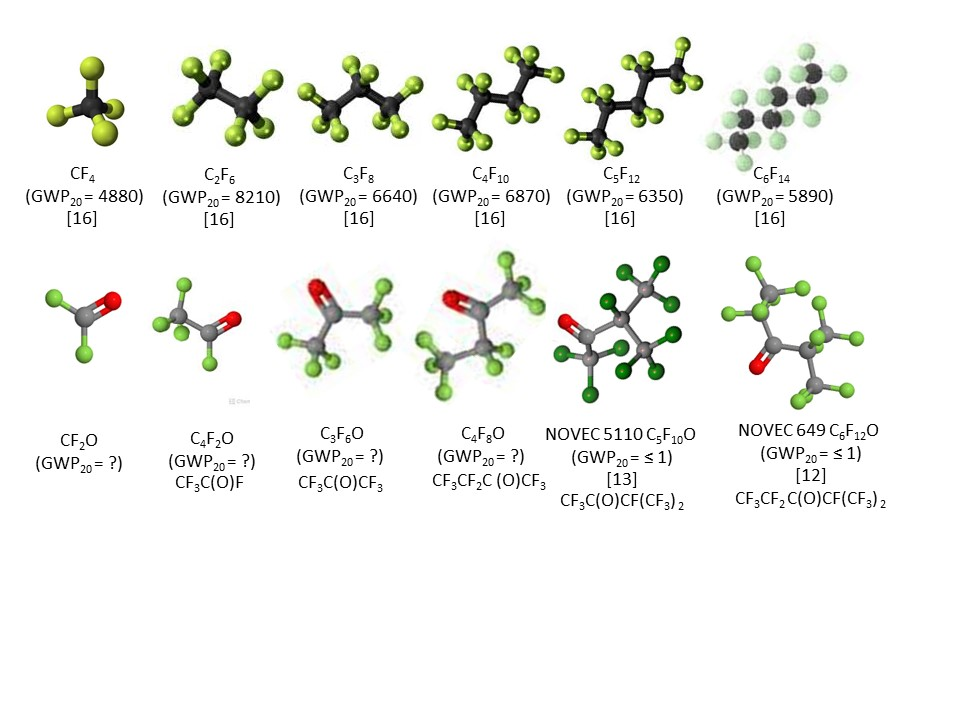 CF4
(GWP20 = 4880)
[16]
C2F6
(GWP20 = 8210)
[16]
C3F8
(GWP20 = 6640)
[16]
C4F10
(GWP20 = 6870)
[16]
C5F12
(GWP20 = 6350)
[16]
C6F14
(GWP20 = 5890)
[16]
CF2O
(GWP20 = ?)
C4F2O
(GWP20 = ?)
CF3C(O)F
C3F6O
(GWP20 = ?)
CF3C(O)CF3
C4F8O
(GWP20 = ?)
CF3CF2C (O)CF3
NOVEC 5110 C5F10O
(GWP20 = ≤ 1)
[13]
CF3C(O)CF(CF3) 2
NOVEC 649 C6F12O
(GWP20 = ≤ 1)
[12]
CF3CF2 C(O)CF(CF3) 2